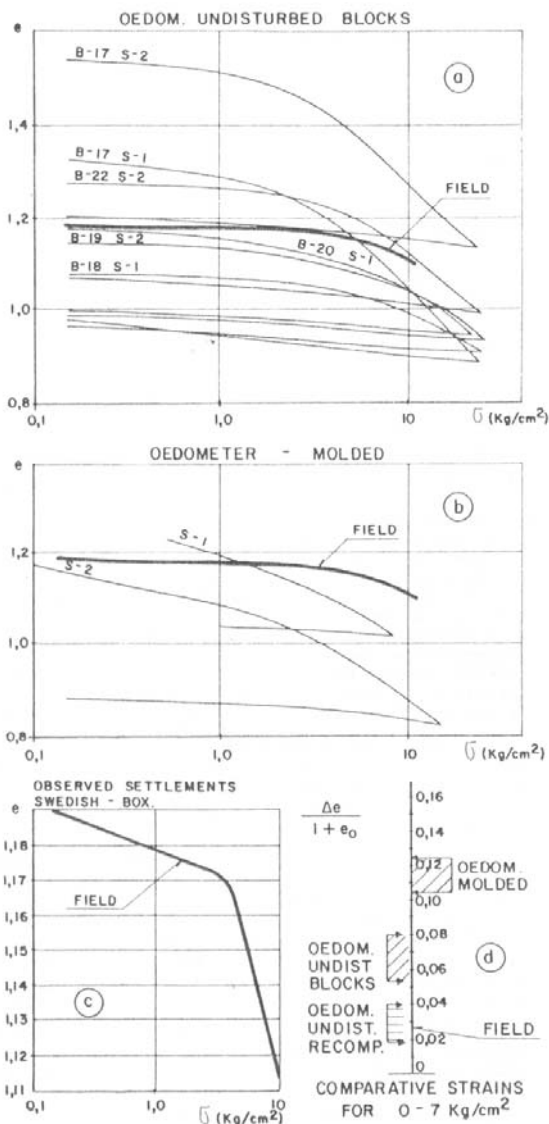 OEDOM. UNDISTURBED BLOCKS
e
B-17 S-2
a
1,4
B-17 S-1
B-22 S-2
FIELD
1,2
B-19 S-2
B-20 S-1
B-18 S-1
1,0
0,8
0,1
1,0
10
σ (Kg/cm²)
OEDOMETER - MOLDED
e
b
S-1
FIELD
1,2
S-2
1,0
0,8
0,1
1,0
10
σ (Kg/cm²)
OBSERVED SETTLEMENTS
SWEDISH - BOX.
e
1,18
1,17
FIELD
1,16
1,15
1,14
1,13
c
1,12
1,11
0,1
1,0
10
σ (Kg/cm²)
Δe
1 + e₀
0,16
0,14
0,12
OEDOM.
MOLDED
0,10
OEDOM.
UNDIST
BLOCKS
0,08
d
0,06
OEDOM.
UNDIST.
RECOMP.
0,04
FIELD
0,02
0
COMPARATIVE STRAINS
FOR 0-7 Kg/cm²